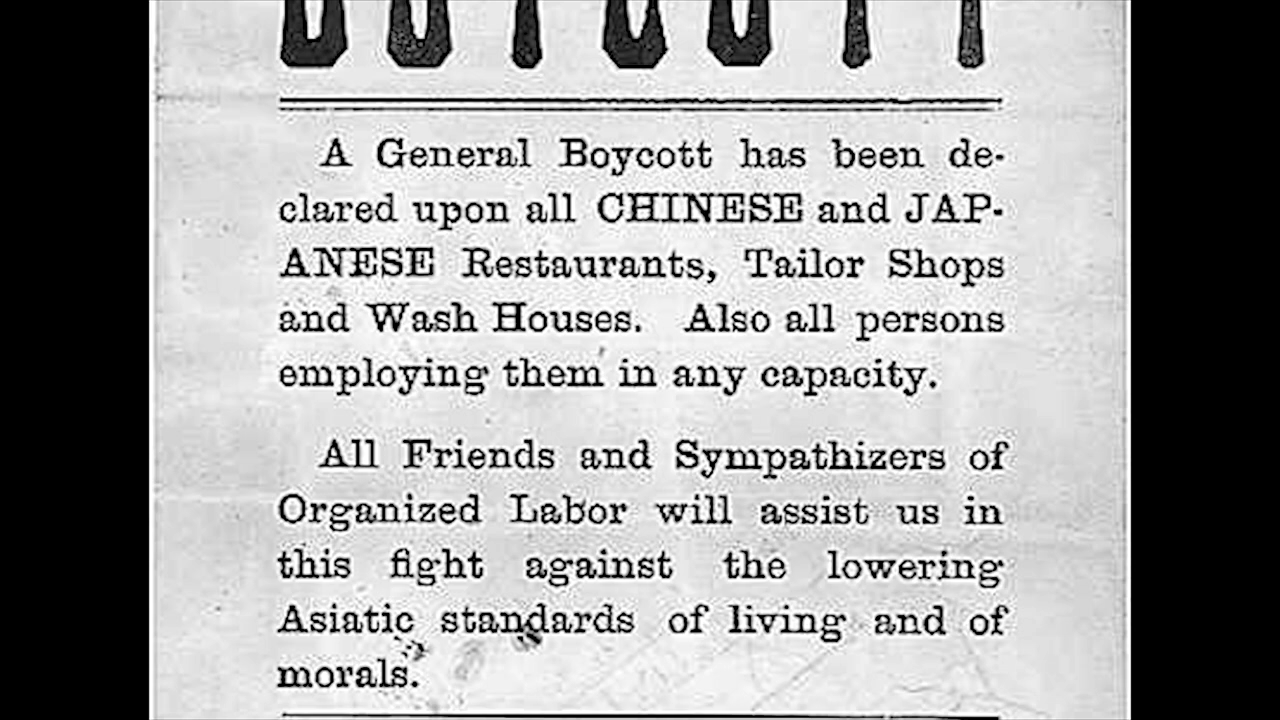 BOYCOTT
A General Boycott has been de-
clared upon all CHINESE and JAP-
ANESE Restaurants, Tailor Shops
and Wash Houses. Also all persons
employing them in any capacity.
All Friends and Sympathizers of
Organized Labor will assist us in
this fight against the lowering
Asiatic standards of living and of
morals.